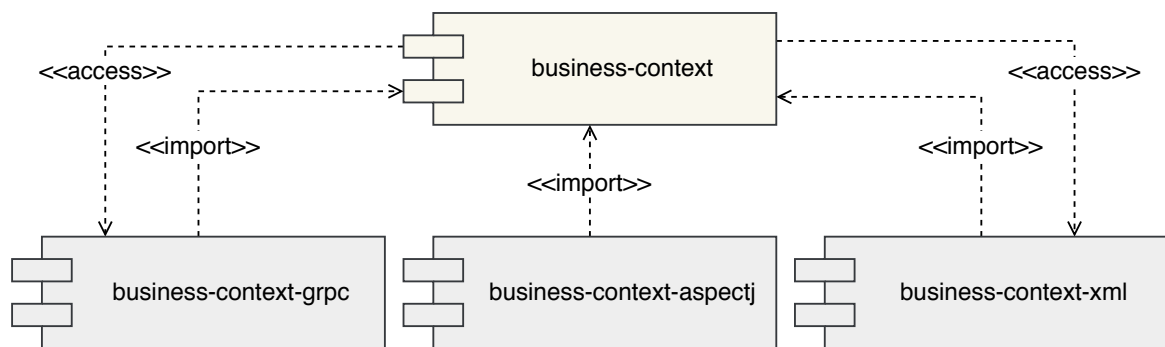 business-context
<<access>>
<<access>>
<<import>>
<<import>>
<<import>>
business-context-grpc
business-context-aspectj
business-context-xml